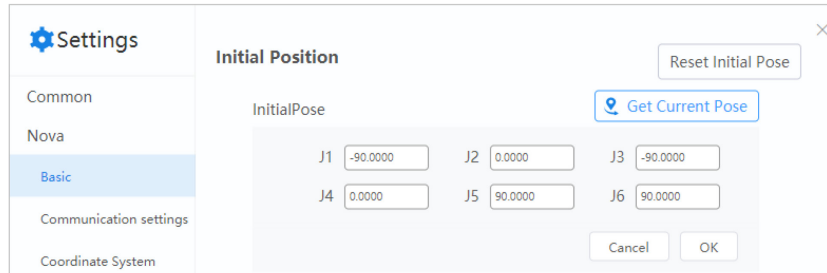 Settings
Common
Nova
Basic
Communication settings
Coordinate System
Initial Position
Reset Initial Pose
InitialPose
Get Current Pose
J1 -90.0000 J2 0.0000 J3 -90.0000
J4 0.0000 J5 90.0000 J6 90.0000
Cancel OK